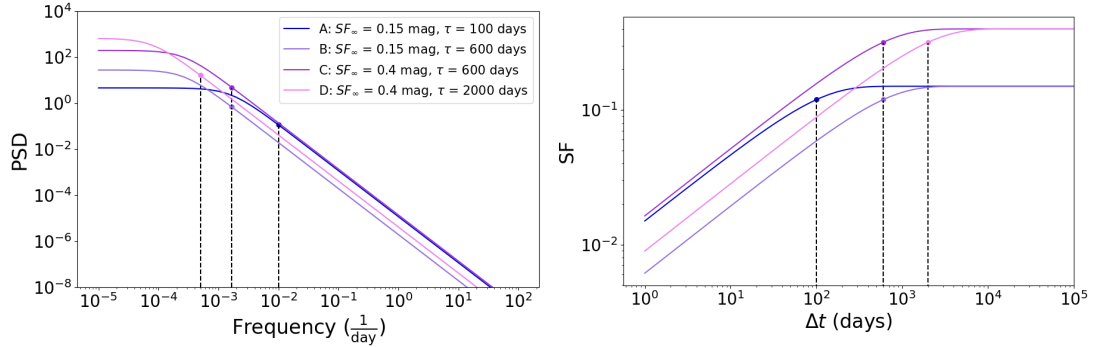 PSD
10^4
10^2
10^0
10^-2
10^-4
10^-6
10^-8
A: SF∞ = 0.15 mag, τ = 100 days
B: SF∞ = 0.15 mag, τ = 600 days
C: SF∞ = 0.4 mag, τ = 600 days
D: SF∞ = 0.4 mag, τ = 2000 days
10^-5 10^-4 10^-3 10^-2 10^-1 10^0 10^1 10^2
Frequency (1/day)
SF
10^-1
10^-2
10^0 10^1 10^2 10^3 10^4 10^5
Δt (days)